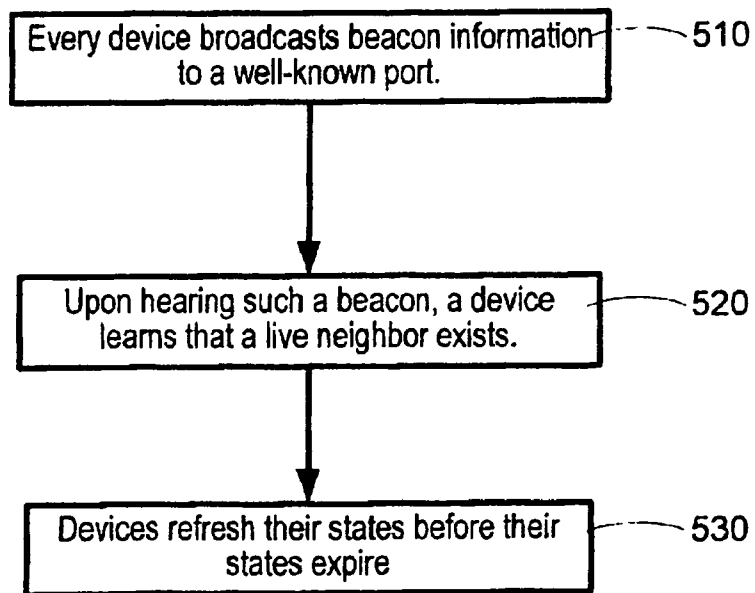 Every device broadcasts beacon information
to a well-known port.
510
Upon hearing such a beacon, a device
learns that a live neighbor exists.
520
Devices refresh their states before their
states expire
530